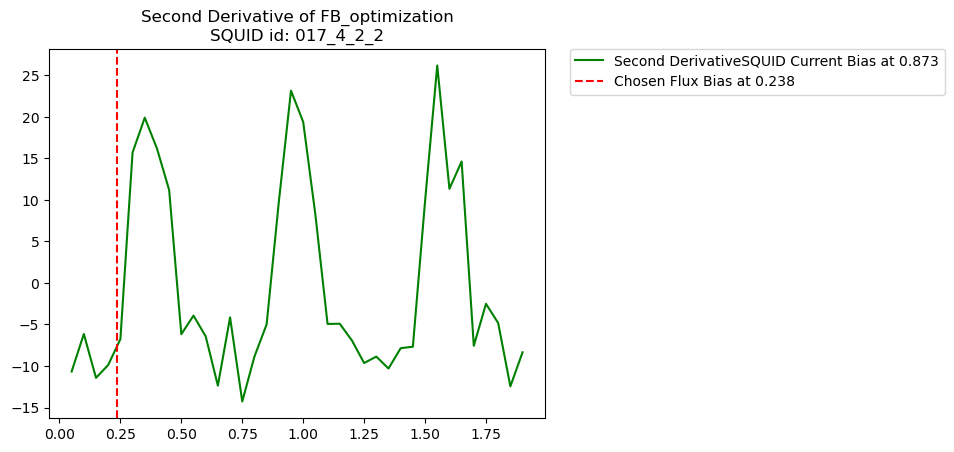 Second Derivative of FB_optimization
SQUID id: 017_4_2_2
Second DerivativeSQUID Current Bias at 0.873
Chosen Flux Bias at 0.238
25
20
15
10
5
0
−5
−10
−15
0.00 0.25 0.50 0.75 1.00 1.25 1.50 1.75